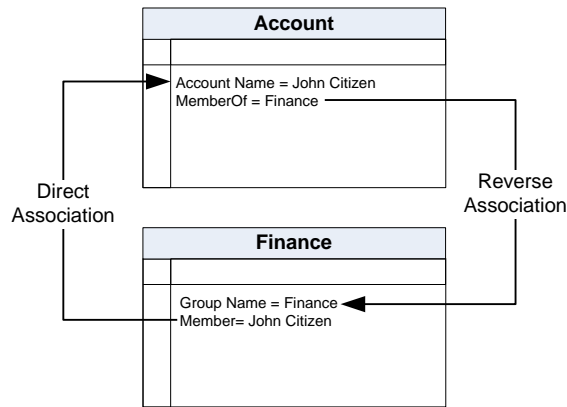 Account
Account Name = John Citizen
MemberOf = Finance
Direct
Association
Reverse
Association
Finance
Group Name = Finance
Member= John Citizen